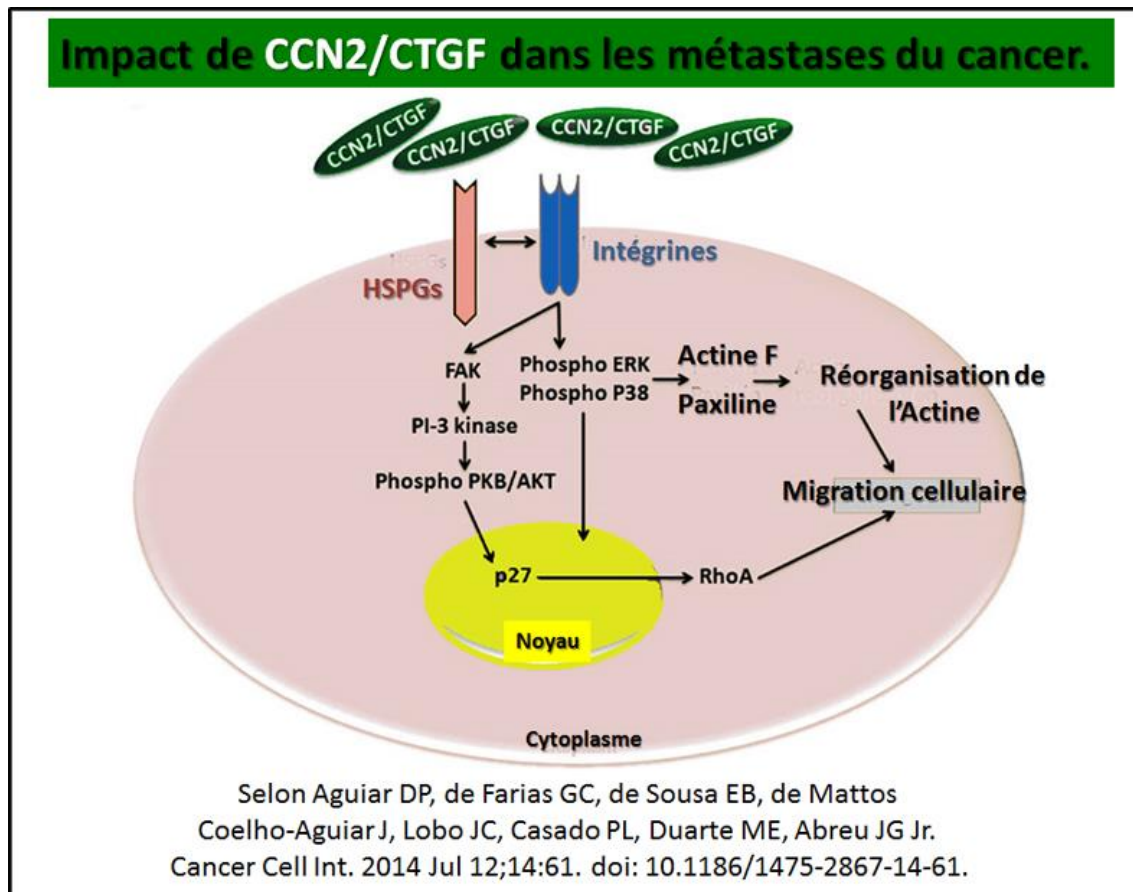 Impact de CCN2/CTGF dans les métastases du cancer.
CCN2/CTGF
CCN2/CTGF
CCN2/CTGF
CCN2/CTGF
Intégrines
HSPGs
HSPGs
FAK
Phospho ERK
Phospho P38
Actine F
Paxiline
Réorganisation de
l'Actine
PI-3 kinase
Phospho PKB/AKT
Migration cellulaire
p27
RhoA
Noyau
Cytoplasme
Selon Aguiar DP, de Farias GC, de Sousa EB, de Mattos
Coelho-Aguiar J, Lobo JC, Casado PL, Duarte ME, Abreu JG Jr.
Cancer Cell Int. 2014 Jul 12;14:61. doi: 10.1186/1475-2867-14-61.